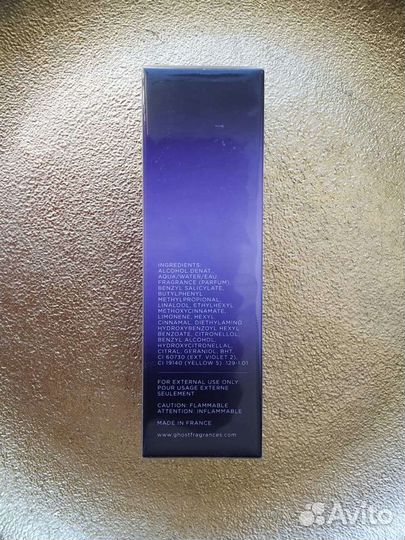 INGREDIENTS:
ALCOHOL DENAT,
AQUA/WATER/EAU,
FRAGRANCE (PARFUM),
BENZYL SALICYLATE,
BUTYLPHENYL
METHYLPROPIONAL,
LINALOOL, ETHYLHEXYL
METHOXYCINNAMATE,
LIMONENE, HEXYL
CINNAMAL, DIETHYLAMINO
HYDROXYBENZOYL HEXYL
BENZOATE, CITRONELLOL,
BENZYL ALCOHOL,
HYDROXYCITRONELLAL,
CITRAL, GERANIOL, BHT,
CI 60730 (EXT. VIOLET 2),
CI 19140 (YELLOW 5). 129-1.01
FOR EXTERNAL USE ONLY
POUR USAGE EXTERNE
SEULEMENT
CAUTION: FLAMMABLE
ATTENTION: INFLAMMABLE
MADE IN FRANCE
www.ghostfragrances.com
Avito